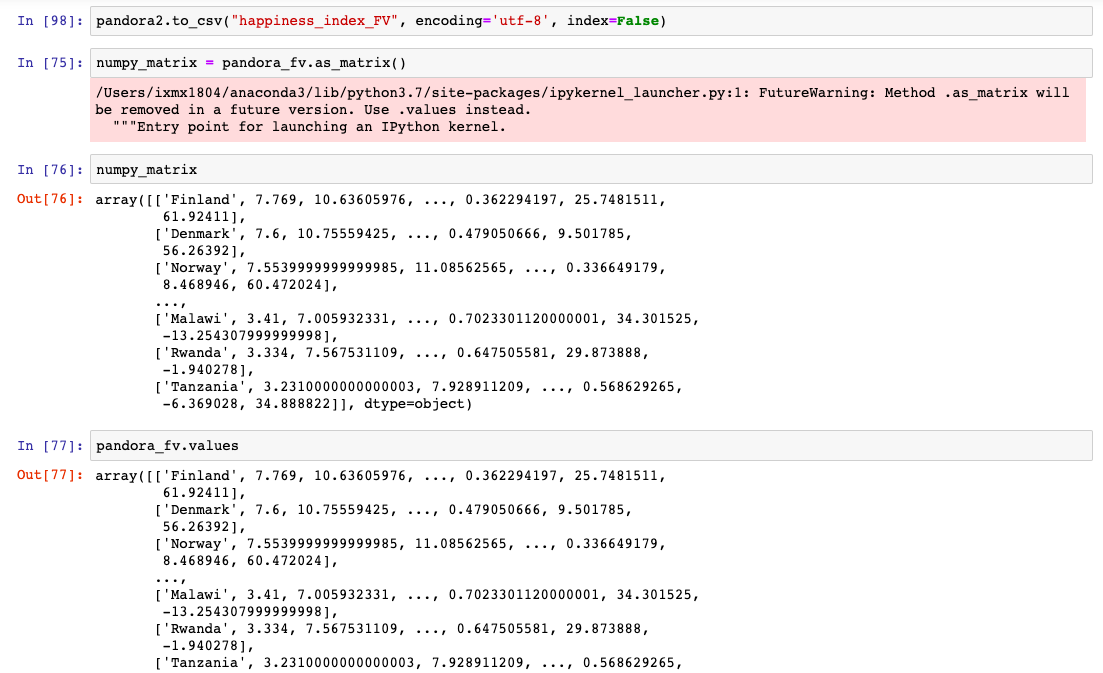 In [98]: pandora2.to_csv("happiness_index_FV", encoding='utf-8', index=False)
In [75]: numpy_matrix = pandora_fv.as_matrix()
/Users/ixmx1804/anaconda3/lib/python3.7/site-packages/ipykernel_launcher.py:1: FutureWarning: Method .as_matrix will
be removed in a future version. Use .values instead.
"""Entry point for launching an IPython kernel.
In [76]: numpy_matrix
Out[76]: array([['Finland', 7.769, 10.63605976, ..., 0.362294197, 25.7481511,
61.92411],
['Denmark', 7.6, 10.75559425, ..., 0.479050666, 9.501785,
56.26392],
['Norway', 7.5539999999999985, 11.08562565, ..., 0.336649179,
8.468946, 60.472024],
...,
['Malawi', 3.41, 7.005932331, ..., 0.7023301120000001, 34.301525,
-13.254307999999998],
['Rwanda', 3.334, 7.567531109, ..., 0.647505581, 29.873888,
-1.940278],
['Tanzania', 3.2310000000000003, 7.928911209, ..., 0.568629265,
-6.369028, 34.888822]], dtype=object)
In [77]: pandora_fv.values
Out[77]: array([['Finland', 7.769, 10.63605976, ..., 0.362294197, 25.7481511,
61.92411],
['Denmark', 7.6, 10.75559425, ..., 0.479050666, 9.501785,
56.26392],
['Norway', 7.5539999999999985, 11.08562565, ..., 0.336649179,
8.468946, 60.472024],
...,
['Malawi', 3.41, 7.005932331, ..., 0.7023301120000001, 34.301525,
-13.254307999999998],
['Rwanda', 3.334, 7.567531109, ..., 0.647505581, 29.873888,
-1.940278],
['Tanzania', 3.2310000000000003, 7.928911209, ..., 0.568629265,